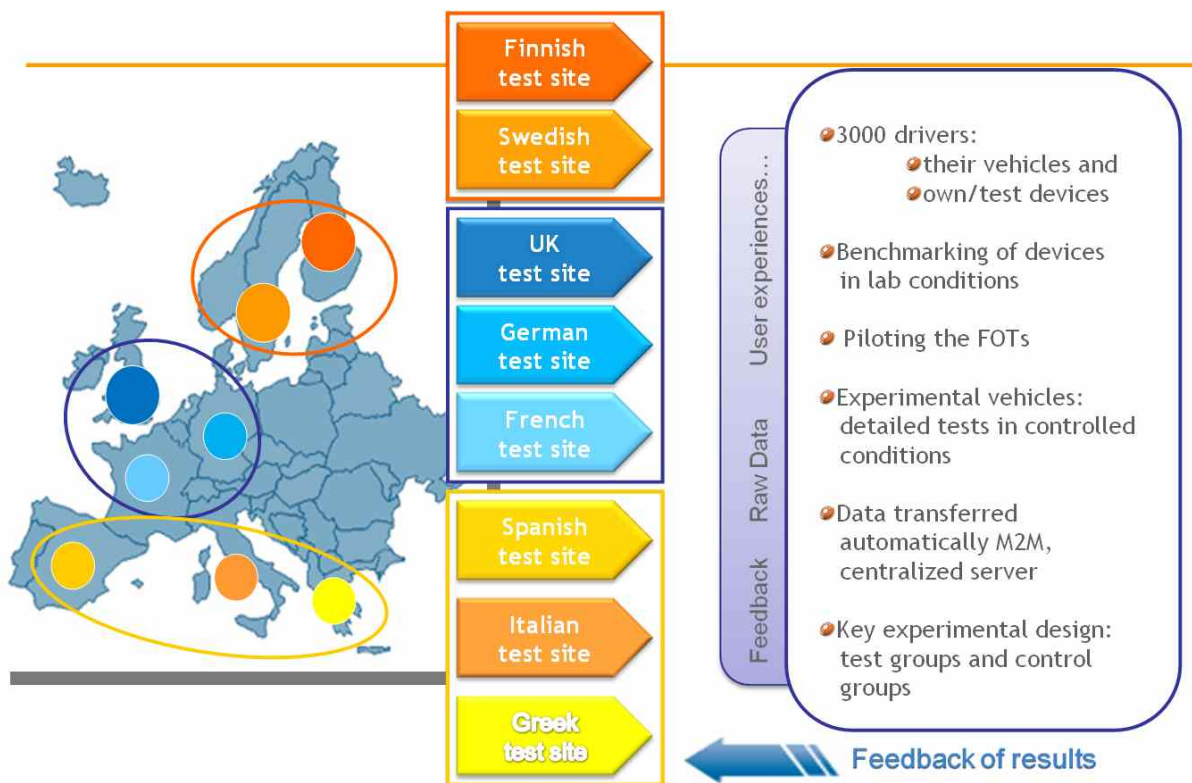 Finnish
test site
Swedish
test site
UK
test site
German
test site
French
test site
Spanish
test site
Italian
test site
Greek
test site
User experiences...
Raw Data
Feedback
3000 drivers:
their vehicles and
own/test devices
Benchmarking of devices
in lab conditions
Piloting the FOTs
Experimental vehicles:
detailed tests in controlled
conditions
Data transferred
automatically M2M,
centralized server
Key experimental design:
test groups and control
groups
Feedback of results